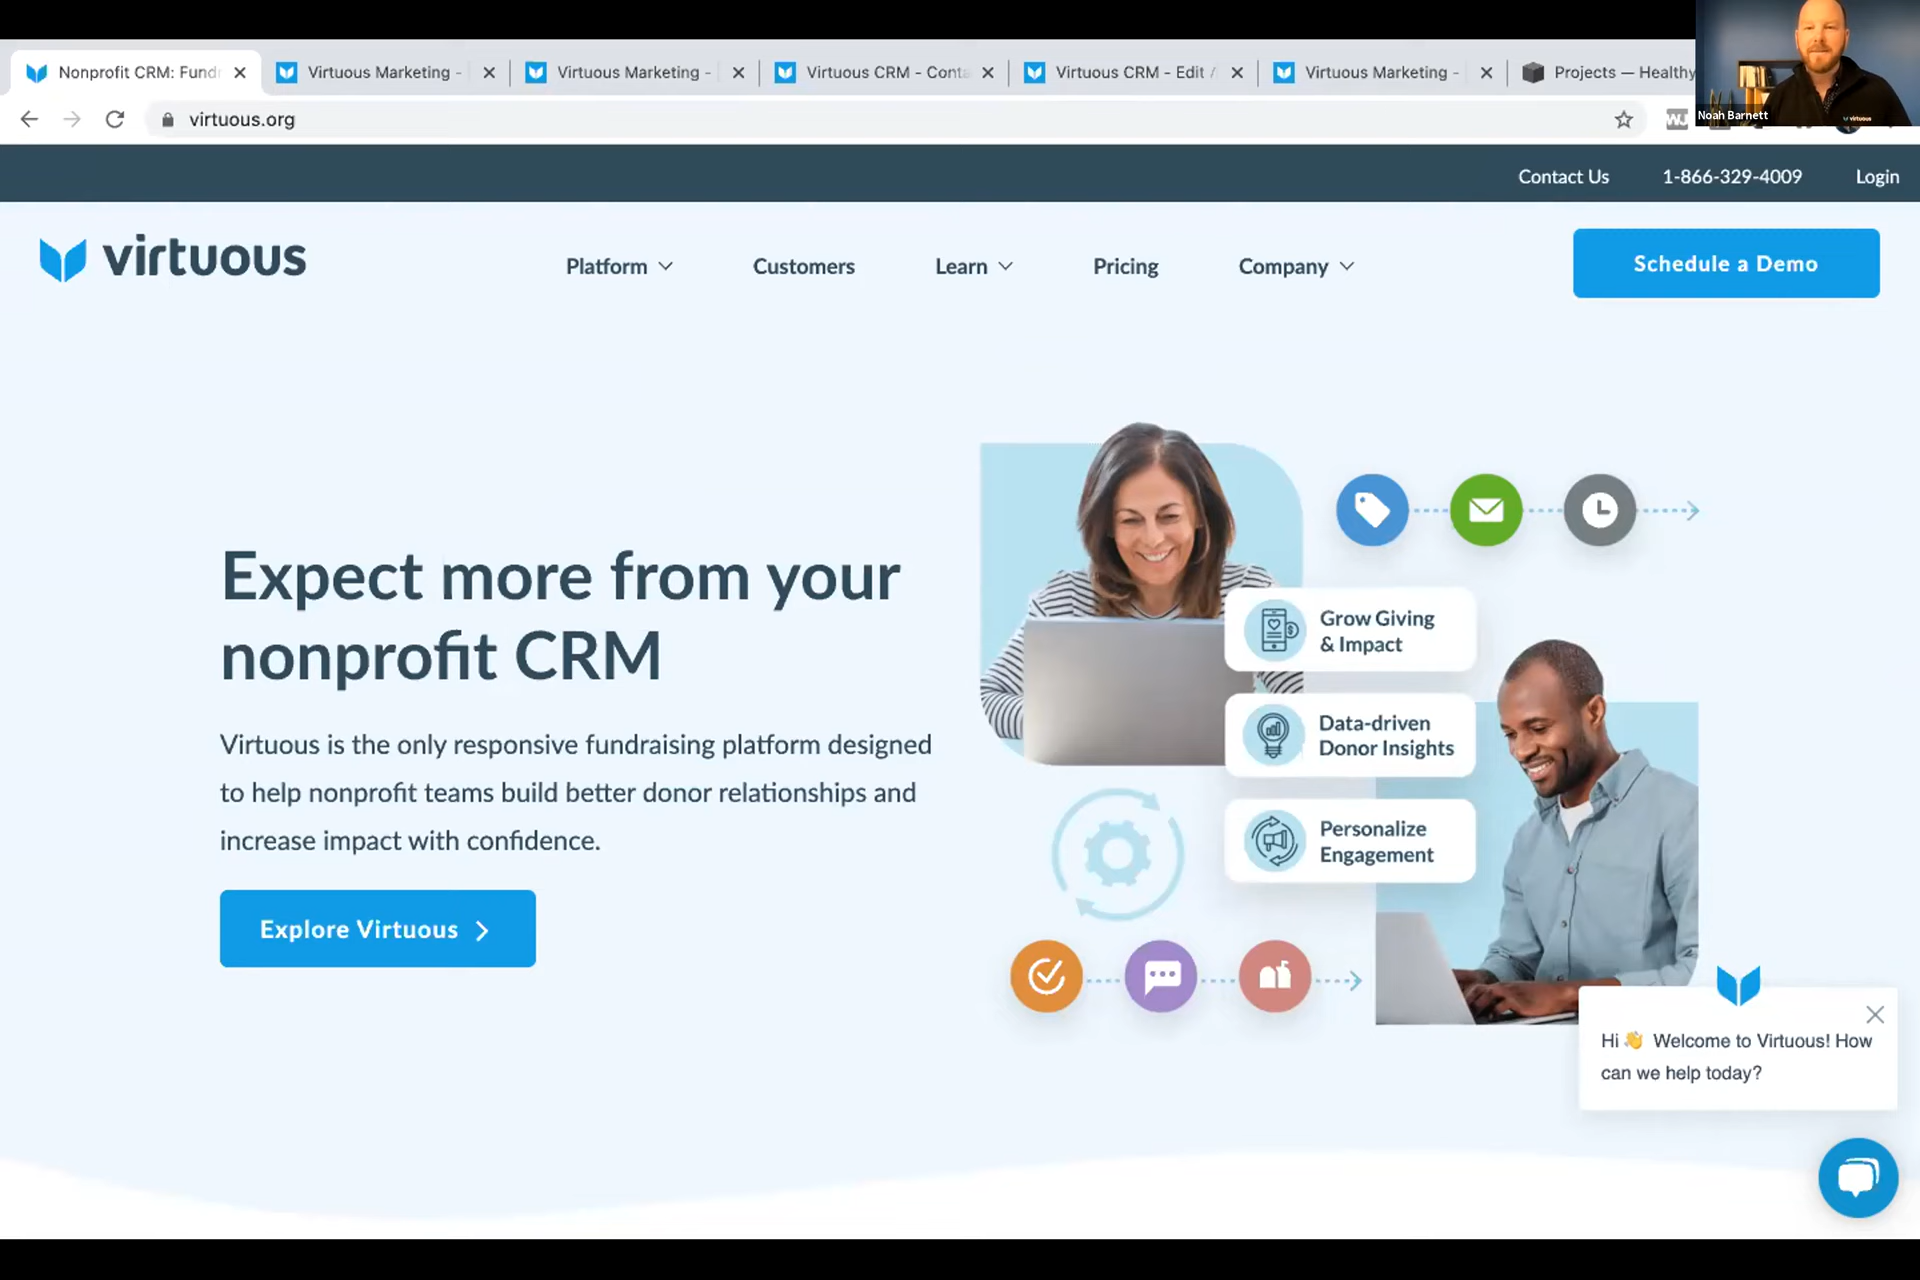 Nonprofit CRM: Fund
Virtuous Marketing -
Virtuous Marketing -
Virtuous CRM - Conta
Virtuous CRM - Edit /
Virtuous Marketing -
Projects — Healthy
Noah Barnett
virtuous
virtuous.org
Contact Us
1-866-329-4009
Login
virtuous
Platform
Customers
Learn
Pricing
Company
Schedule a Demo
Expect more from your
nonprofit CRM
Virtuous is the only responsive fundraising platform designed
to help nonprofit teams build better donor relationships and
increase impact with confidence.
Explore Virtuous
Grow Giving
& Impact
Data-driven
Donor Insights
Personalize
Engagement
Hi 👋 Welcome to Virtuous! How
can we help today?